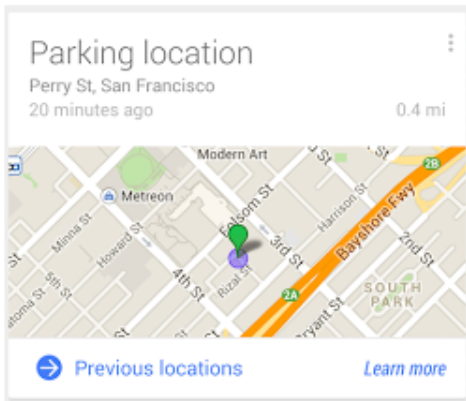 Parking location
Perry St, San Francisco
20 minutes ago
0.4 mi
Modern Art
2B
Metreon
Folsom St
Harrison St
Bayshore Fwy
Minna St
Howard St
3rd St
2nd St
4th St
Rizal St
5th St
2A
SOUTH
PARK
Previous locations
Learn more